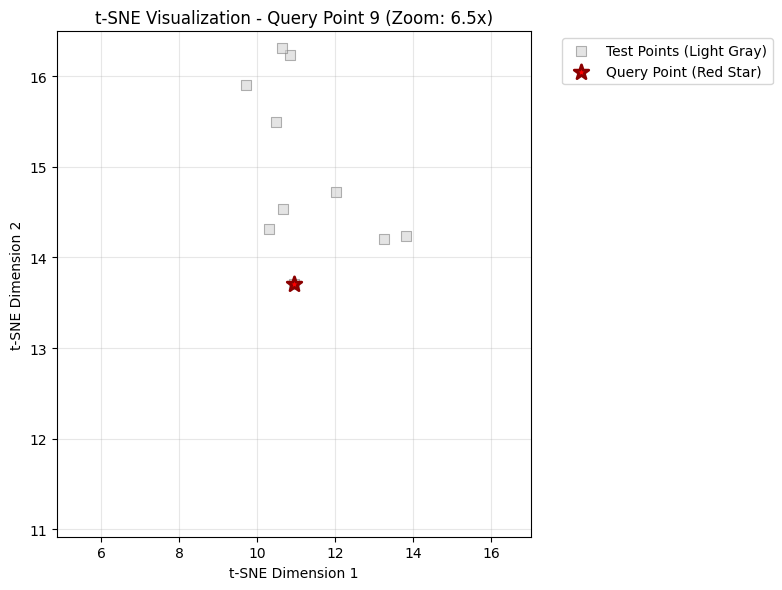 t-SNE Visualization - Query Point 9 (Zoom: 6.5x)
Test Points (Light Gray)
Query Point (Red Star)
16
15
14
13
12
11
t-SNE Dimension 2
6 8 10 12 14 16
t-SNE Dimension 1